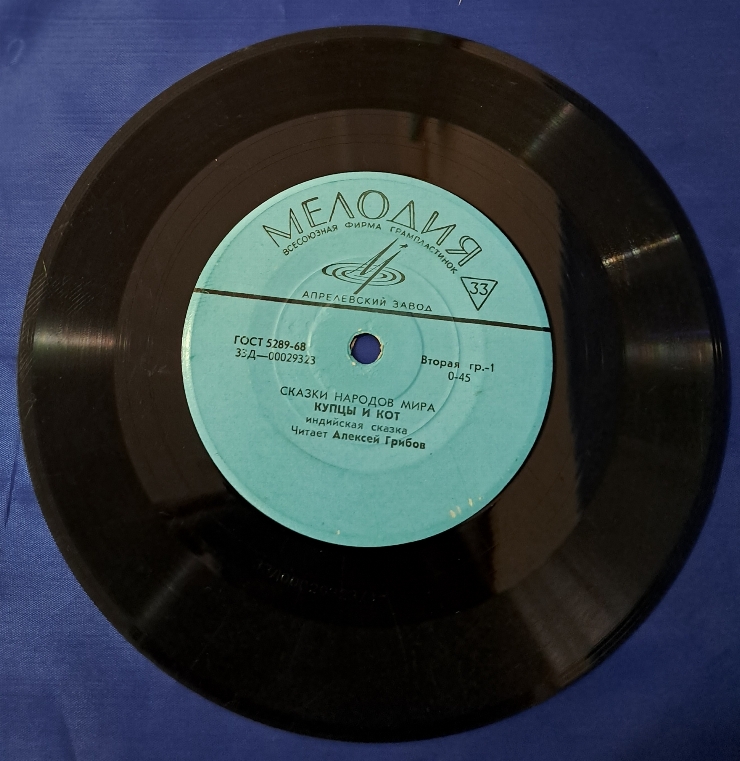 МЕЛОДИЯ
ВСЕСОЮЗНАЯ ФИРМА ГРАМПЛАСТИНОК
33
АПРЕЛЕВСКИЙ ЗАВОД
ГОСТ 5289-68
33Д—00029323
Вторая гр.-1
0-45
СКАЗКИ НАРОДОВ МИРА
КУПЦЫ И КОТ
индийская сказка
Читает Алексей Грибов